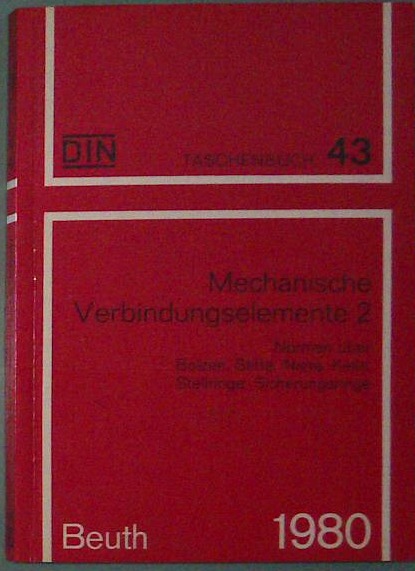 DIN
TASCHENBUCH 43
Mechanische
Verbindungselemente 2
Normen über
Bolzen, Stifte, Niete, Keile,
Stellringe, Sicherungsringe
Beuth 1980